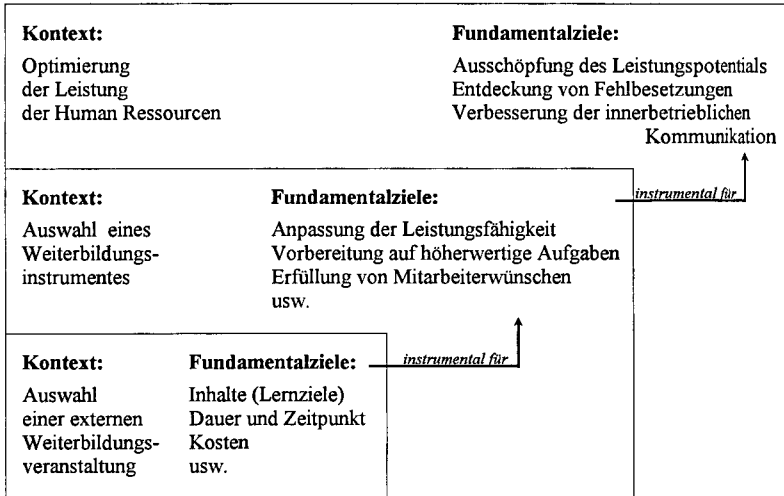 Kontext:
Optimierung
der Leistung
der Human Ressourcen
Fundamentalziele:
Ausschöpfung des Leistungspotentials
Entdeckung von Fehlbesetzungen
Verbesserung der innerbetrieblichen
Kommunikation
instrumental für
Kontext:
Auswahl eines
Weiterbildungs-
instrumentes
Fundamentalziele:
Anpassung der Leistungsfähigkeit
Vorbereitung auf höherwertige Aufgaben
Erfüllung von Mitarbeiterwünschen
usw.
instrumental für
Kontext:
Auswahl
einer externen
Weiterbildungs-
veranstaltung
Fundamentalziele:
Inhalte (Lernziele)
Dauer und Zeitpunkt
Kosten
usw.